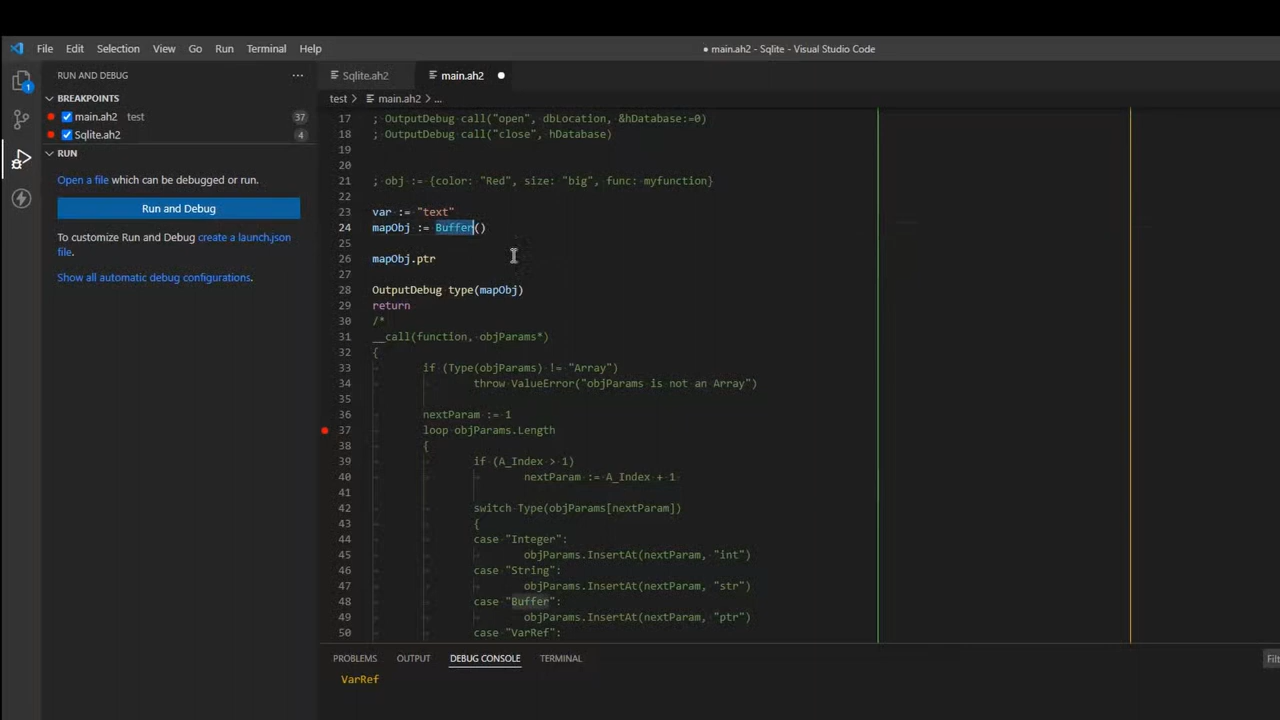 File Edit Selection View Go Run Terminal Help
● main.ah2 - Sqlite - Visual Studio Code
1
RUN AND DEBUG ···
BREAKPOINTS
main.ah2 test 37
Sqlite.ah2 4
RUN
Open a file which can be debugged or run.
Run and Debug
To customize Run and Debug create a launch.json
file.
Show all automatic debug configurations.
Sqlite.ah2 main.ah2 ●
test > main.ah2 > ...
17 ; OutputDebug call("open", dbLocation, &hDatabase:=0)
18 ; OutputDebug call("close", hDatabase)
19
20
21 ; obj := {color: "Red", size: "big", func: myfunction}
22
23 var := "text"
24 mapObj := Buffer()
25
26 mapObj.ptr
27
28 OutputDebug type(mapObj)
29 return
30 /*
31 __call(function, objParams*)
32 {
33 if (Type(objParams) != "Array")
34 throw ValueError("objParams is not an Array")
35
36 nextParam := 1
37 loop objParams.Length
38 {
39 if (A_Index > 1)
40 nextParam := A_Index + 1
41
42 switch Type(objParams[nextParam])
43 {
44 case "Integer":
45 objParams.InsertAt(nextParam, "int")
46 case "String":
47 objParams.InsertAt(nextParam, "str")
48 case "Buffer":
49 objParams.InsertAt(nextParam, "ptr")
50 case "VarRef":
PROBLEMS OUTPUT DEBUG CONSOLE TERMINAL Filt
VarRef